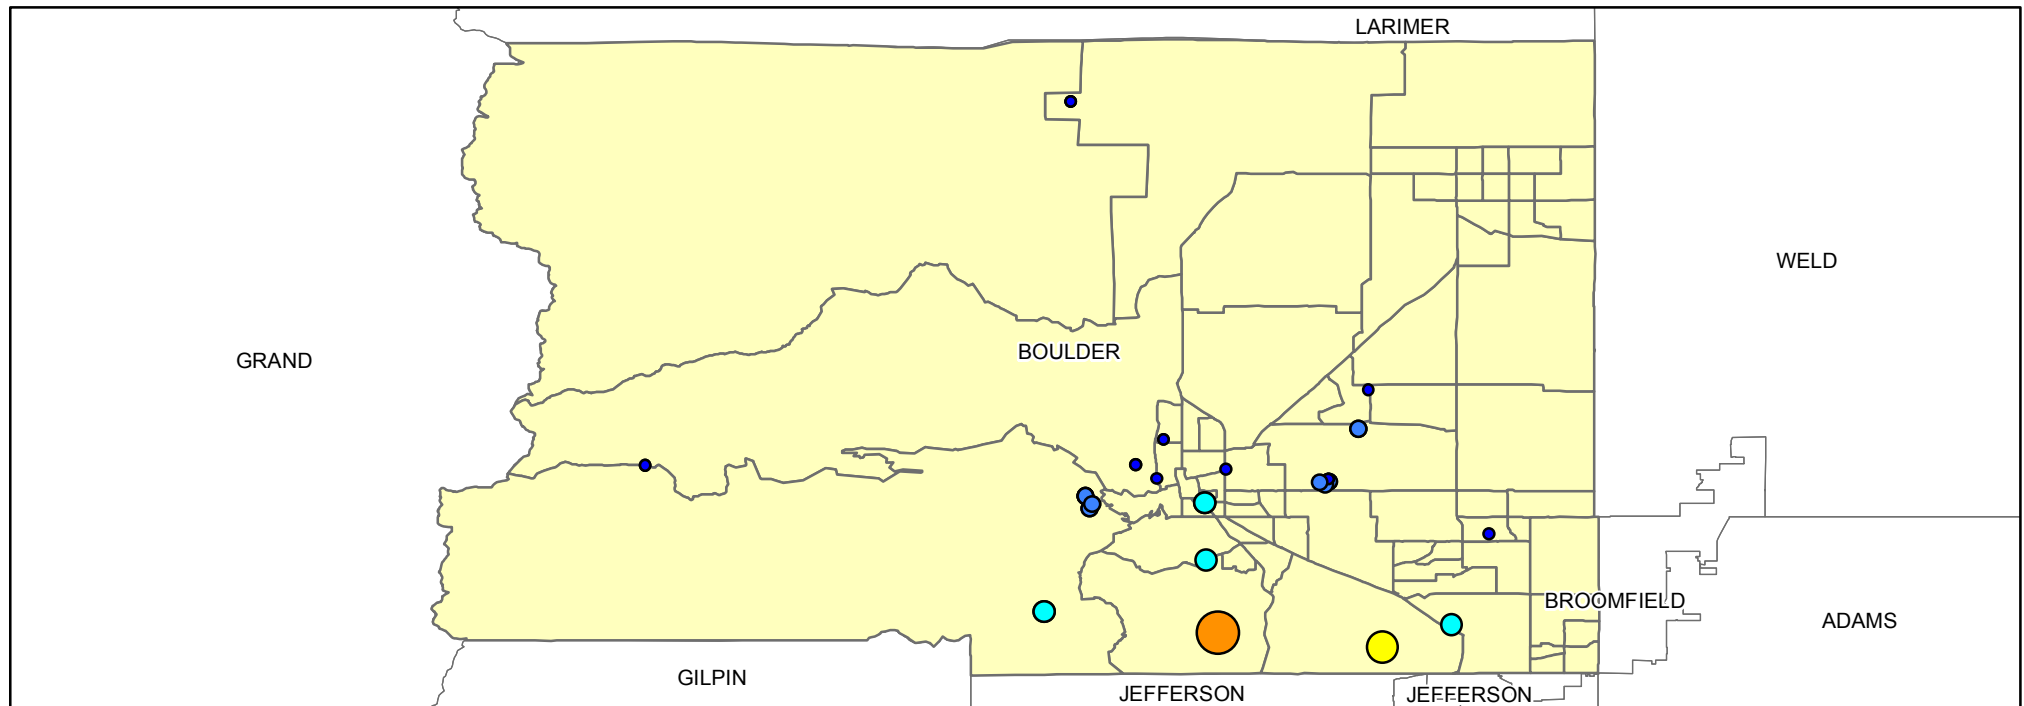 LARIMER
WELD
GRAND
BOULDER
BROOMFIELD
ADAMS
GILPIN
JEFFERSON
JEFFERSON